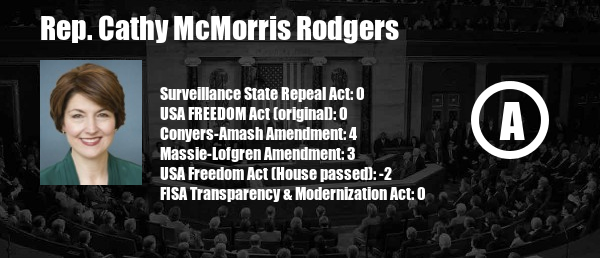 Rep. Cathy McMorris Rodgers
Surveillance State Repeal Act: 0
USA FREEDOM Act (original): 0
Conyers-Amash Amendment: 4
Massie-Lofgren Amendment: 3
USA Freedom Act (House passed): -2
FISA Transparency & Modernization Act: 0
A